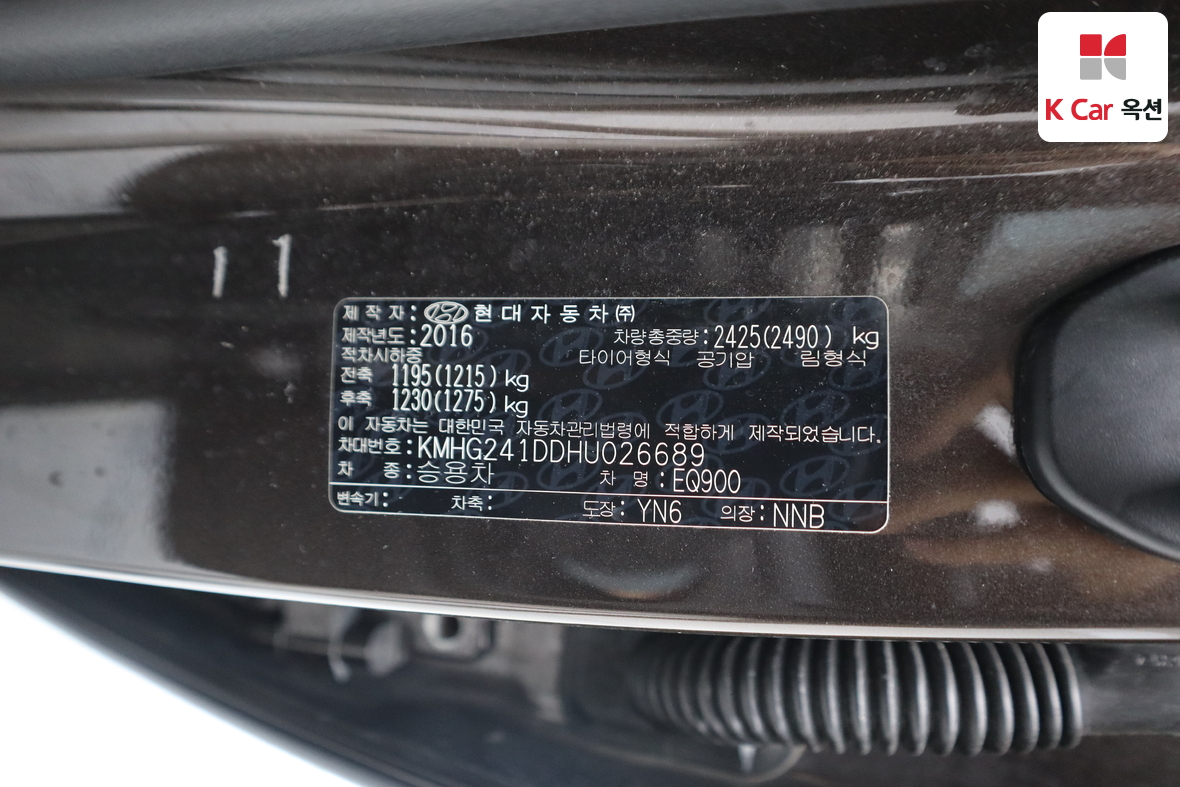 K Car 옥션
11
제 작 자 : 현 대 자 동 차 ㈜
제작년도 : 2016 차량총중량 : 2425(2490) kg
적차시하중 타이어형식 공기압 림형식
전축 1195(1215) kg
후축 1230(1275) kg
이 자동차는 대한민국 자동차관리법령에 적합하게 제작되었습니다.
차대번호 : KMHG241DDHU026689
차 종 : 승용차 차 명 : EQ900
변속기 : 차축 : 도장 : YN6 의장 : NNB